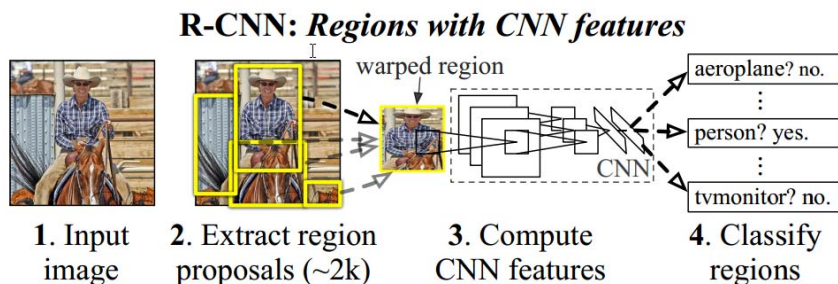 R-CNN: Regions with CNN features
warped region
aeroplane? no.
⋮
person? yes.
⋮
tvmonitor? no.
CNN
1. Input
image
2. Extract region
proposals (~2k)
3. Compute
CNN features
4. Classify
regions